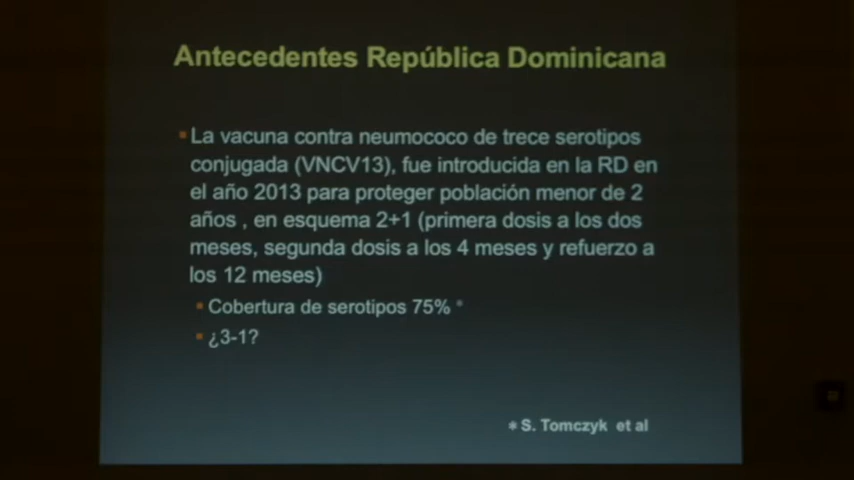 Antecedentes República Dominicana
▪ La vacuna contra neumococo de trece serotipos
conjugada (VNCV13), fue introducida en la RD en
el año 2013 para proteger población menor de 2
años , en esquema 2+1 (primera dosis a los dos
meses, segunda dosis a los 4 meses y refuerzo a
los 12 meses)
▪ Cobertura de serotipos 75% *
▪ ¿3-1?
* S. Tomczyk et al